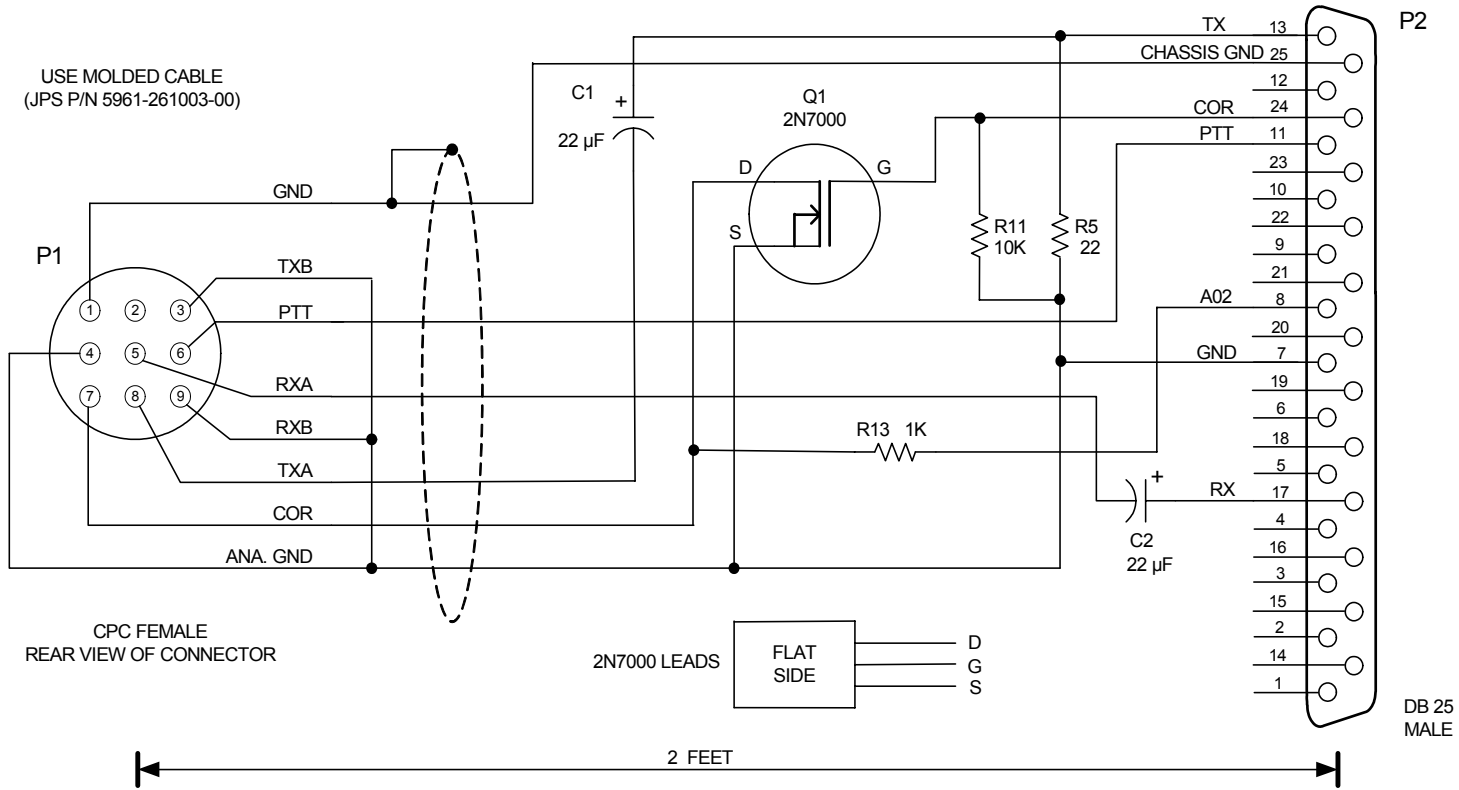 P2
TX 13
CHASSIS GND 25
12
COR 24
PTT 11
23
10
22
9
21
A02 8
20
GND 7
19
6
18
5
RX 17
4
16
3
15
2
14
1
DB 25
MALE
USE MOLDED CABLE
(JPS P/N 5961-261003-00)
C1
+
22 µF
Q1
2N7000
D
G
S
R11
10K
R5
22
R13 1K
+
C2
22 µF
P1
1 2 3
4 5 6
7 8 9
GND
TXB
PTT
RXA
RXB
TXA
COR
ANA. GND
CPC FEMALE
REAR VIEW OF CONNECTOR
2N7000 LEADS
FLAT
SIDE
D
G
S
2 FEET